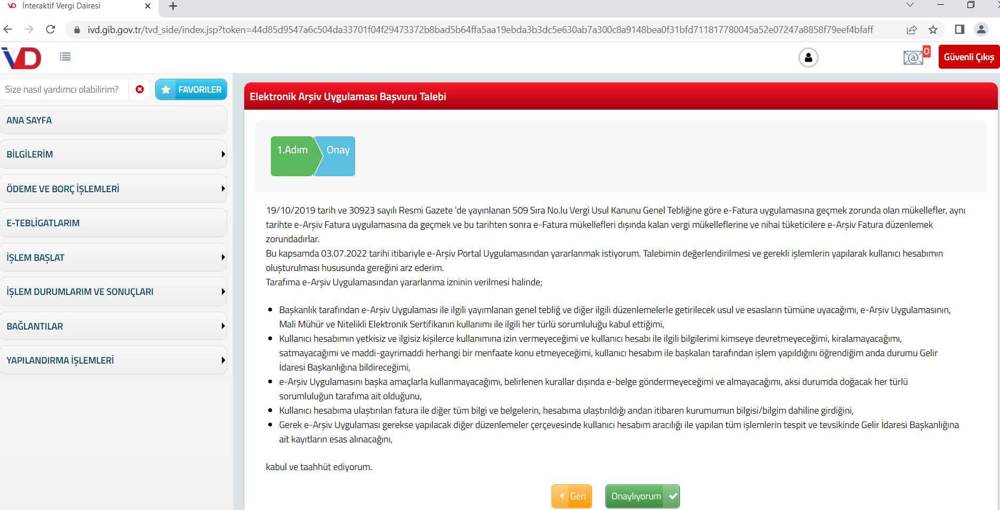 İnteraktif Vergi Dairesi
ivd.gib.gov.tr/tvd_side/index.jsp?token=44d85d9547a6c504da33701f04f29473372b8bad5b64ffa5aa19ebda3b3dc5e630ab7a300c8a9148bea0f31bfd711817780045a52e07247a8858f79eef4bfaff
iVD
@ 0
Güvenli Çıkış
Size nasıl yardımcı olabilirim?
FAVORILER
ANA SAYFA
BİLGİLERİM
ÖDEME VE BORÇ İŞLEMLERİ
E-TEBLİGATLARIM
İŞLEM BAŞLAT
İŞLEM DURUMLARIM VE SONUÇLARI
BAĞLANTILAR
YAPILANDIRMA İŞLEMLERİ
Elektronik Arşiv Uygulaması Başvuru Talebi
1.Adım
Onay
19/10/2019 tarih ve 30923 sayılı Resmi Gazete ’de yayınlanan 509 Sıra No.lu Vergi Usul Kanunu Genel Tebliğine göre e-Fatura uygulamasına geçmek zorunda olan mükellefler, aynı
tarihte e-Arşiv Fatura uygulamasına da geçmek ve bu tarihten sonra e-Fatura mükellefleri dışında kalan vergi mükelleflerine ve nihai tüketicilere e-Arşiv Fatura düzenlemek
zorundadırlar.
Bu kapsamda 03.07.2022 tarihi itibariyle e-Arşiv Portal Uygulamasından yararlanmak istiyorum. Talebimin değerlendirilmesi ve gerekli işlemlerin yapılarak kullanıcı hesabımın
oluşturulması hususunda gereğini arz ederim.
Tarafıma e-Arşiv Uygulamasından yararlanma izninin verilmesi halinde;
• Başkanlık tarafından e-Arşiv Uygulaması ile ilgili yayımlanan genel tebliğ ve diğer ilgili düzenlemelerle getirilecek usul ve esasların tümüne uyacağımı, e-Arşiv Uygulamasının,
Mali Mühür ve Nitelikli Elektronik Sertifikanın kullanımı ile ilgili her türlü sorumluluğu kabul ettiğimi,
• Kullanıcı hesabımın yetkisiz ve ilgisiz kişilerce kullanımına izin vermeyeceğimi ve kullanıcı hesabı ile ilgili bilgilerimi kimseye devretmeyeceğimi, kiralamayacağımı,
satmayacağımı ve maddi-gayrimaddi herhangi bir menfaate konu etmeyeceğimi, kullanıcı hesabım ile başkaları tarafından işlem yapıldığını öğrendiğim anda durumu Gelir
İdaresi Başkanlığına bildireceğimi,
• e-Arşiv Uygulamasını başka amaçlarla kullanmayacağımı, belirlenen kurallar dışında e-belge göndermeyeceğimi ve almayacağımı, aksi durumda doğacak her türlü
sorumluluğun tarafıma ait olduğunu,
• Kullanıcı hesabıma ulaştırılan fatura ile diğer tüm bilgi ve belgelerin, hesabıma ulaştırıldığı andan itibaren kurumumun bilgisi/bilgim dahiline girdiğini,
• Gerek e-Arşiv Uygulaması gerekse yapılacak diğer düzenlemeler çerçevesinde kullanıcı hesabım aracılığı ile yapılan tüm işlemlerin tespit ve tevsikinde Gelir İdaresi Başkanlığına
ait kayıtların esas alınacağını,
kabul ve taahhüt ediyorum.
Geri
Onaylıyorum